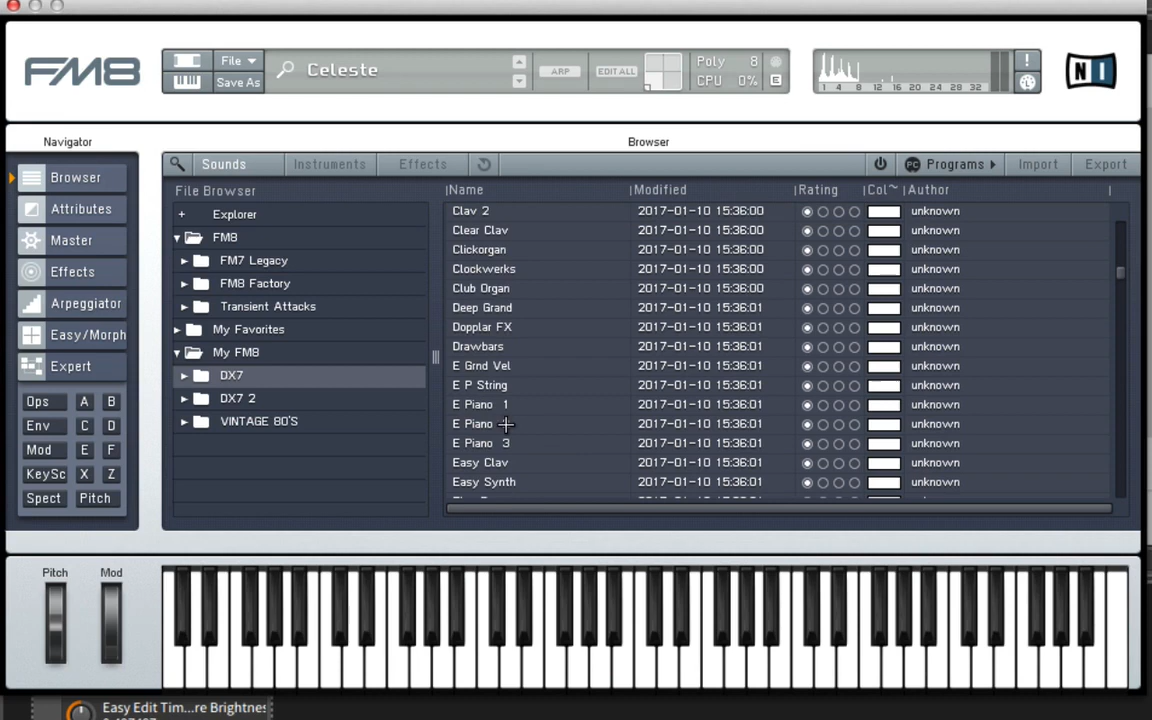 FM8
File
Save As
Celeste
ARP
EDIT ALL
Poly 8
CPU 0%
E
!
1 4 8 12 16 20 24 28 32
NI
Navigator
Browser
Browser
Attributes
Master
Effects
Arpeggiator
Easy/Morph
Expert
Ops A B
Env C D
Mod E F
KeySc X Z
Spect Pitch
Sounds Instruments Effects
PC Programs Import Export
File Browser
+ Explorer
FM8
FM7 Legacy
FM8 Factory
Transient Attacks
My Favorites
My FM8
DX7
DX7 2
VINTAGE 80'S
Name Modified Rating Col~ Author
Clav 2 2017-01-10 15:36:00 unknown
Clear Clav 2017-01-10 15:36:00 unknown
Clickorgan 2017-01-10 15:36:00 unknown
Clockwerks 2017-01-10 15:36:00 unknown
Club Organ 2017-01-10 15:36:00 unknown
Deep Grand 2017-01-10 15:36:01 unknown
Dopplar FX 2017-01-10 15:36:01 unknown
Drawbars 2017-01-10 15:36:01 unknown
E Grnd Vel 2017-01-10 15:36:01 unknown
E P String 2017-01-10 15:36:01 unknown
E Piano 1 2017-01-10 15:36:01 unknown
E Piano 2017-01-10 15:36:01 unknown
E Piano 3 2017-01-10 15:36:01 unknown
Easy Clav 2017-01-10 15:36:01 unknown
Easy Synth 2017-01-10 15:36:01 unknown
Pitch Mod
Easy Edit Tim...re Brightnes